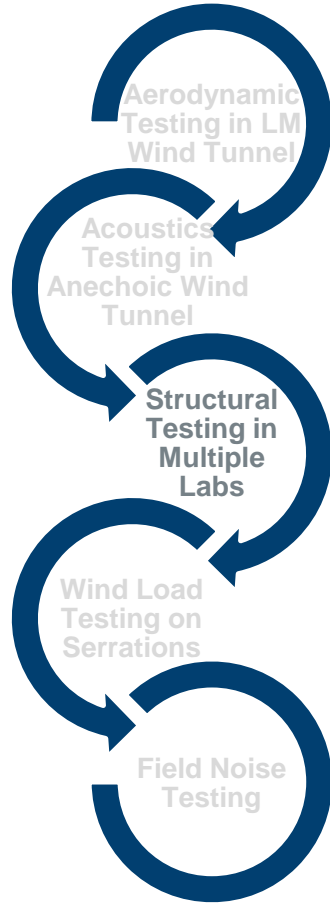 Aerodynamic
Testing in LM
Wind Tunnel
Acoustics
Testing in
Anechoic Wind
Tunnel
Structural
Testing in
Multiple
Labs
Wind Load
Testing on
Serrations
Field Noise
Testing